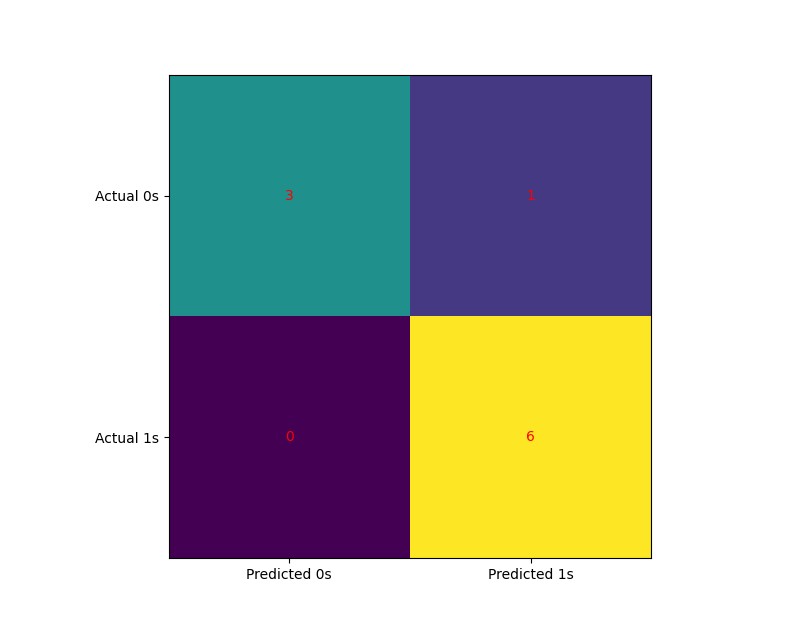 Actual 0s
3
1
Actual 1s
0
6
Predicted 0s
Predicted 1s